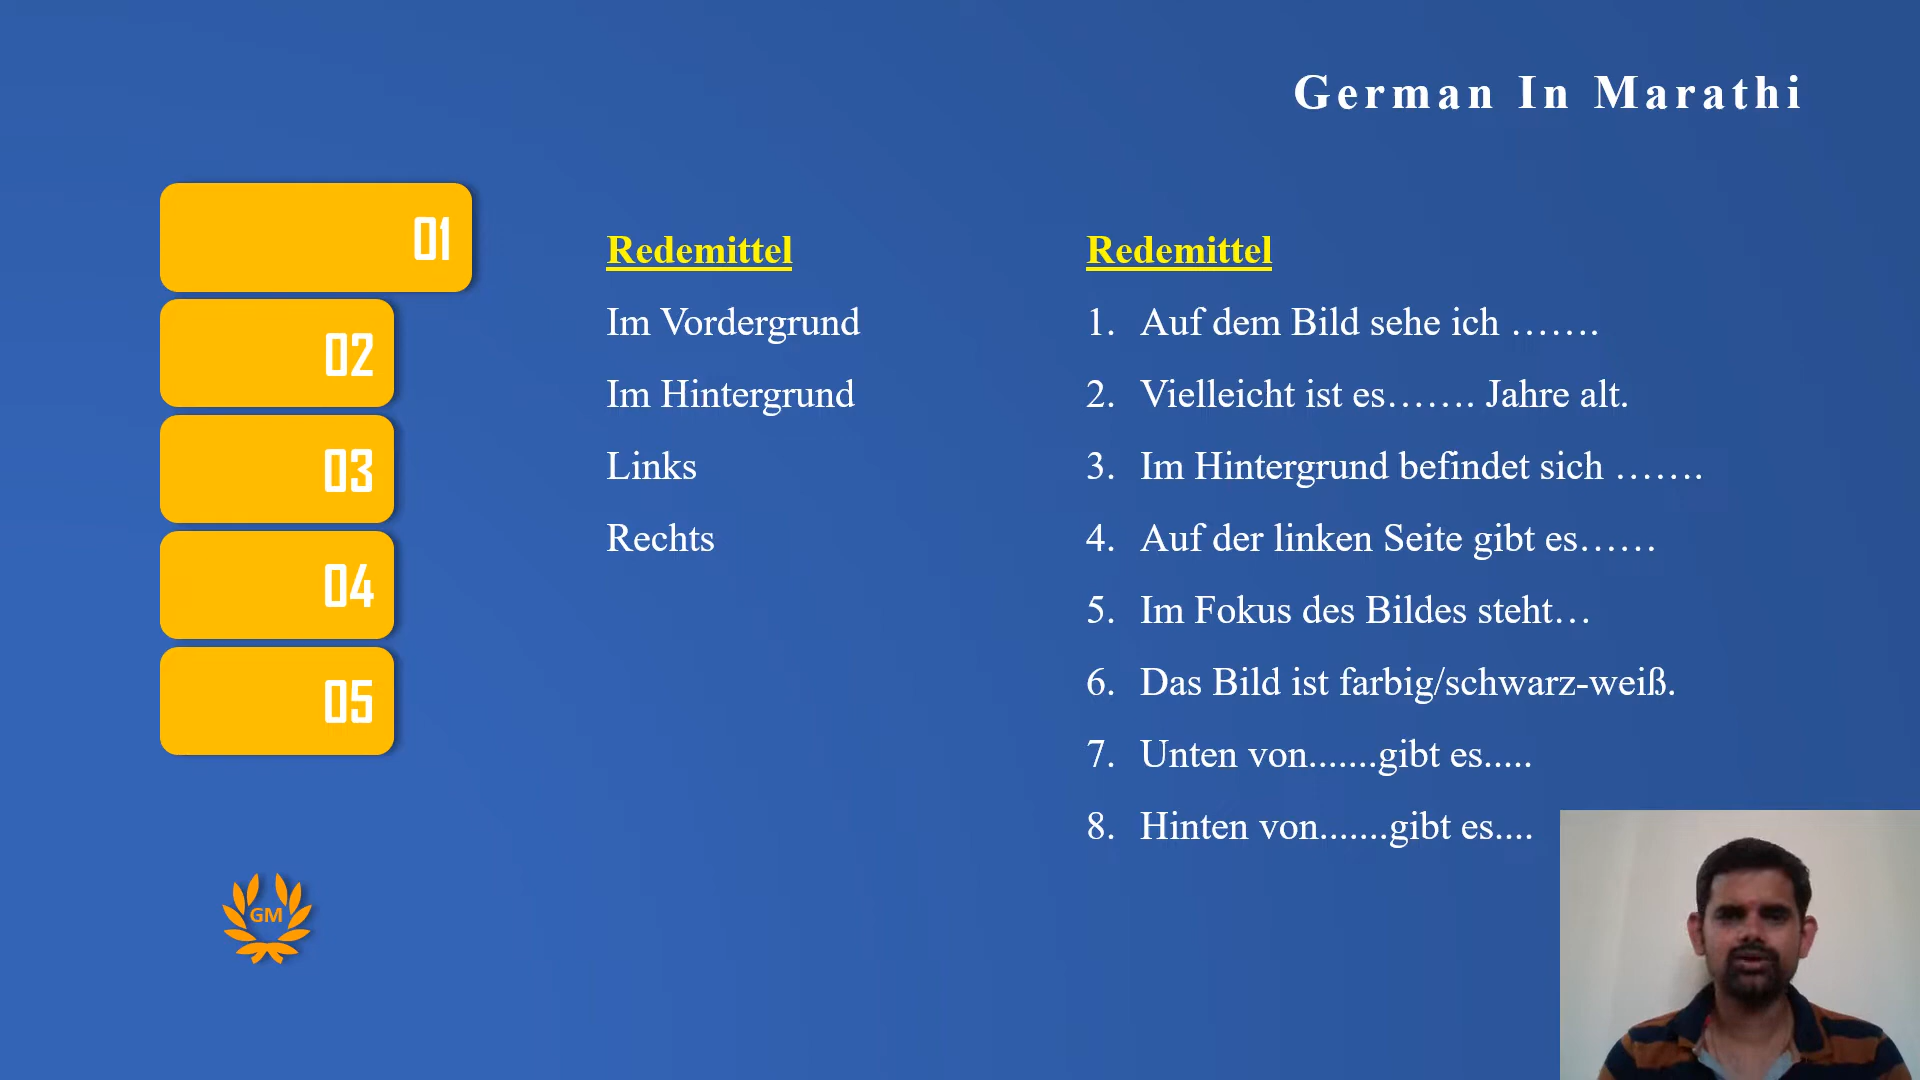 German In Marathi
01
02
03
04
05
Redemittel
Im Vordergrund
Im Hintergrund
Links
Rechts
Redemittel
1. Auf dem Bild sehe ich …….
2. Vielleicht ist es……. Jahre alt.
3. Im Hintergrund befindet sich …….
4. Auf der linken Seite gibt es……
5. Im Fokus des Bildes steht…
6. Das Bild ist farbig/schwarz-weiß.
7. Unten von.......gibt es.....
8. Hinten von.......gibt es....
GM